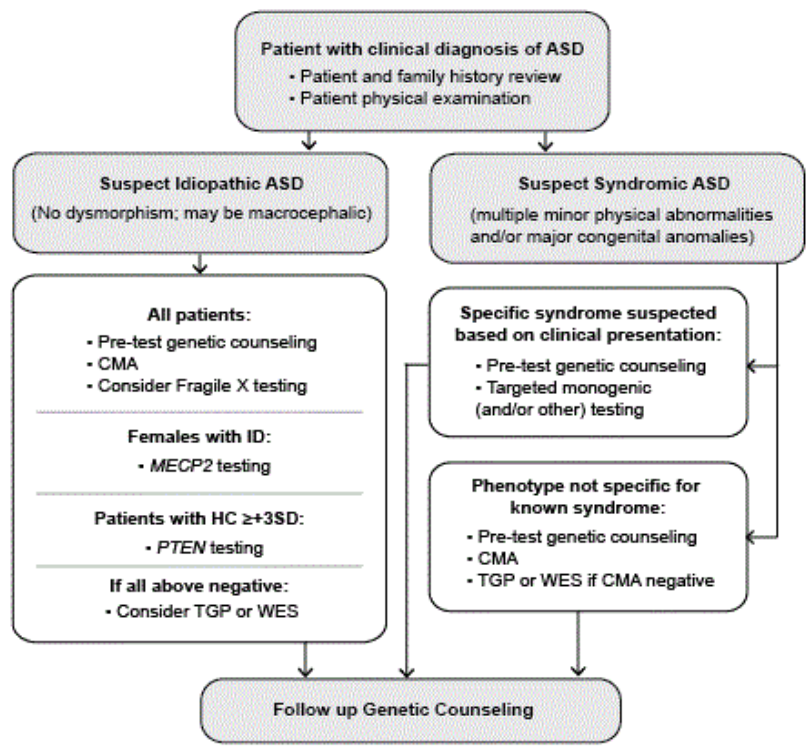 Patient with clinical diagnosis of ASD
▪ Patient and family history review
▪ Patient physical examination
Suspect Idiopathic ASD
(No dysmorphism; may be macrocephalic)
Suspect Syndromic ASD
(multiple minor physical abnormalities
and/or major congenital anomalies)
All patients:
▪ Pre-test genetic counseling
▪ CMA
▪ Consider Fragile X testing
Females with ID:
▪ MECP2 testing
Patients with HC ≥+3SD:
▪ PTEN testing
If all above negative:
▪ Consider TGP or WES
Specific syndrome suspected
based on clinical presentation:
▪ Pre-test genetic counseling
▪ Targeted monogenic
(and/or other) testing
Phenotype not specific for
known syndrome:
▪ Pre-test genetic counseling
▪ CMA
▪ TGP or WES if CMA negative
Follow up Genetic Counseling